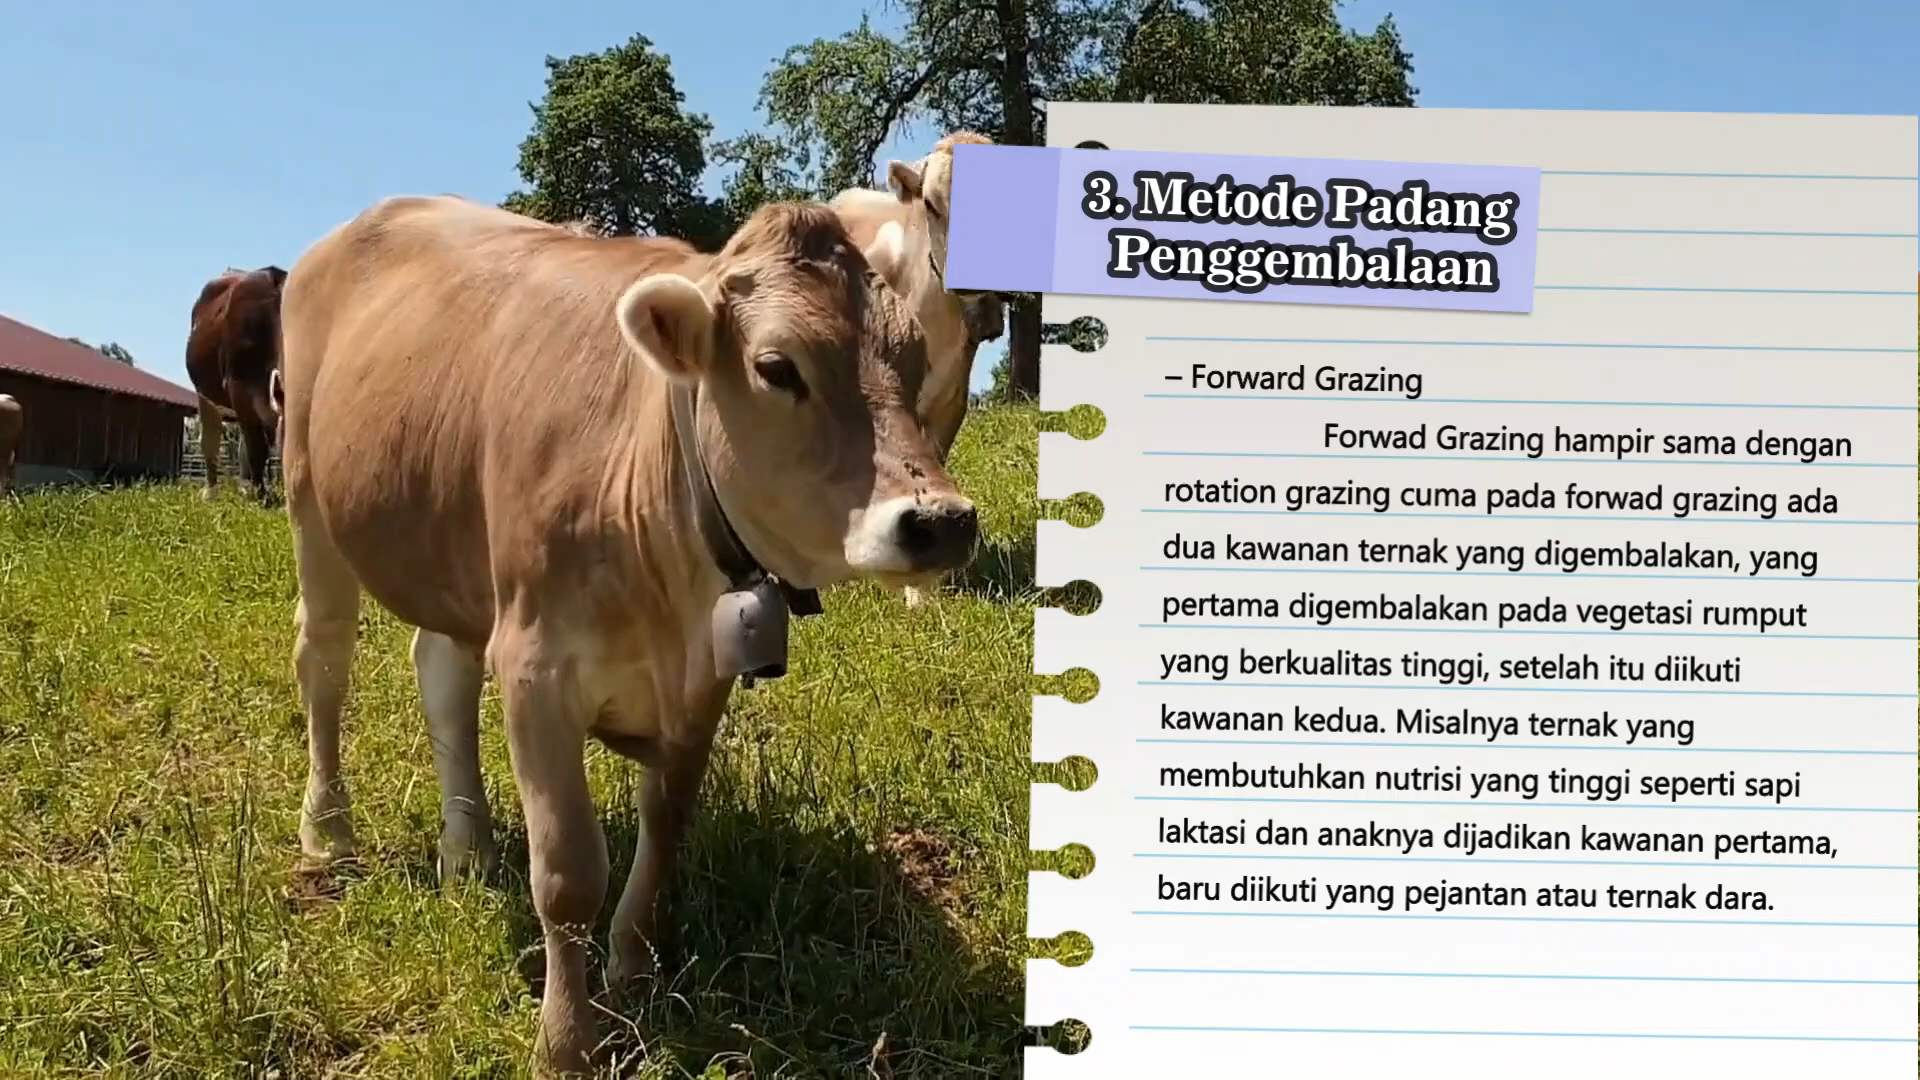 3. Metode Padang
Penggembalaan
– Forward Grazing
Forwad Grazing hampir sama dengan
rotation grazing cuma pada forwad grazing ada
dua kawanan ternak yang digembalakan, yang
pertama digembalakan pada vegetasi rumput
yang berkualitas tinggi, setelah itu diikuti
kawanan kedua. Misalnya ternak yang
membutuhkan nutrisi yang tinggi seperti sapi
laktasi dan anaknya dijadikan kawanan pertama,
baru diikuti yang pejantan atau ternak dara.